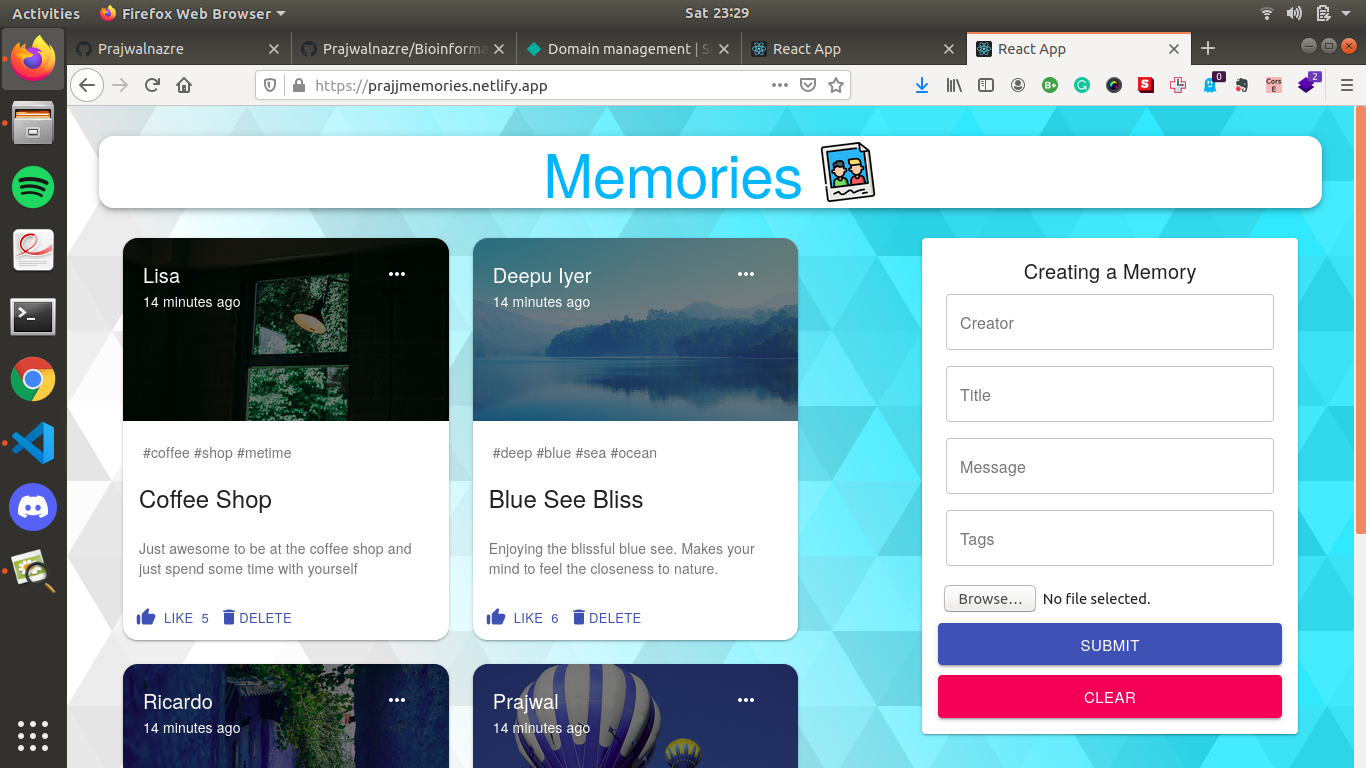 Activities Firefox Web Browser Sat 23:29
Prajwalnazre Prajwalnazre/Bioinforma Domain management | S React App React App
https://prajjmemories.netlify.app
B+ S 0 Cors E 2
Memories
Lisa
14 minutes ago
#coffee #shop #metime
Coffee Shop
Just awesome to be at the coffee shop and
just spend some time with yourself
LIKE 5 DELETE
Deepu Iyer
14 minutes ago
#deep #blue #sea #ocean
Blue See Bliss
Enjoying the blissful blue see. Makes your
mind to feel the closeness to nature.
LIKE 6 DELETE
Ricardo
14 minutes ago
Prajwal
14 minutes ago
Creating a Memory
Creator
Title
Message
Tags
Browse... No file selected.
SUBMIT
CLEAR